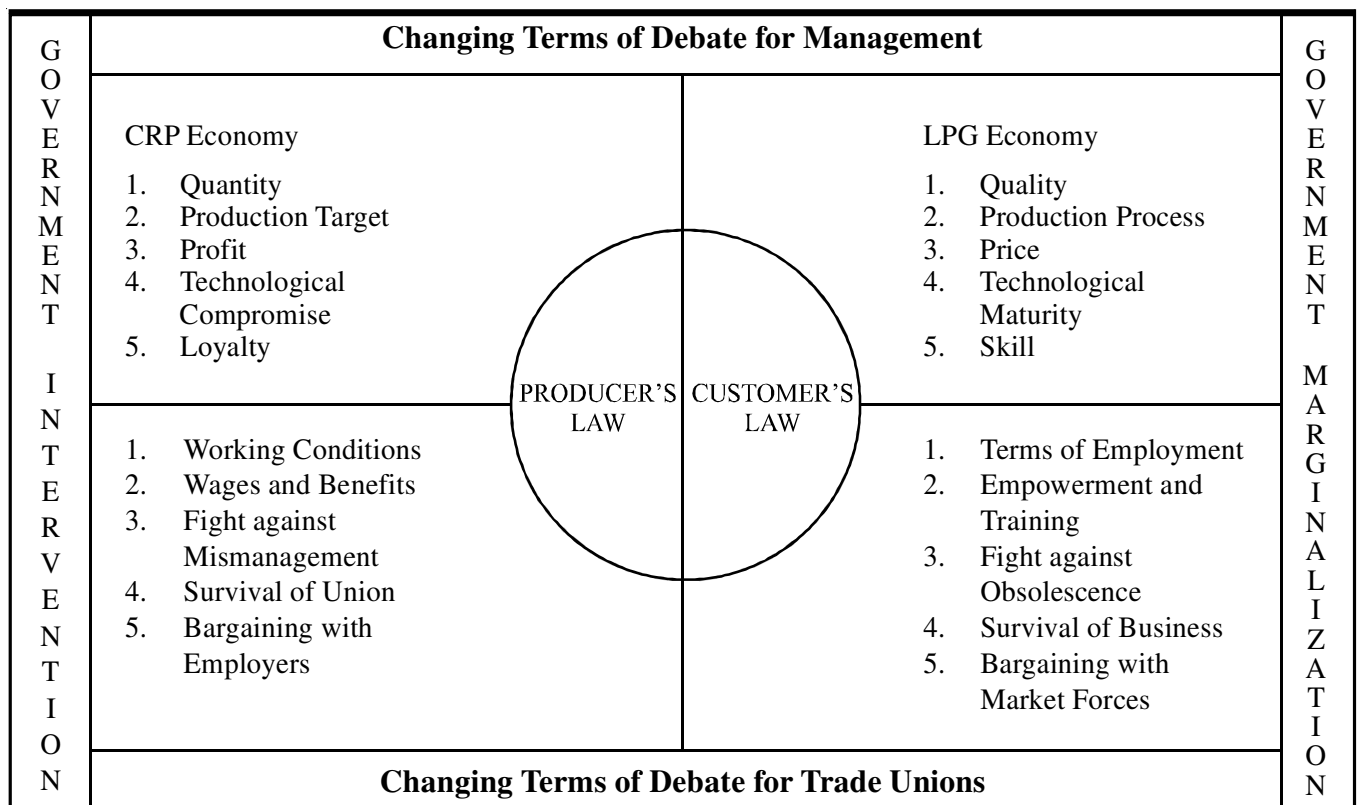 Changing Terms of Debate for Management
GOVERNMENT INTERVENTION
CRP Economy
1. Quantity
2. Production Target
3. Profit
4. Technological
Compromise
5. Loyalty
LPG Economy
1. Quality
2. Production Process
3. Price
4. Technological
Maturity
5. Skill
PRODUCER'S
LAW
CUSTOMER'S
LAW
1. Working Conditions
2. Wages and Benefits
3. Fight against
Mismanagement
4. Survival of Union
5. Bargaining with
Employers
1. Terms of Employment
2. Empowerment and
Training
3. Fight against
Obsolescence
4. Survival of Business
5. Bargaining with
Market Forces
GOVERNMENT MARGINALIZATION
Changing Terms of Debate for Trade Unions